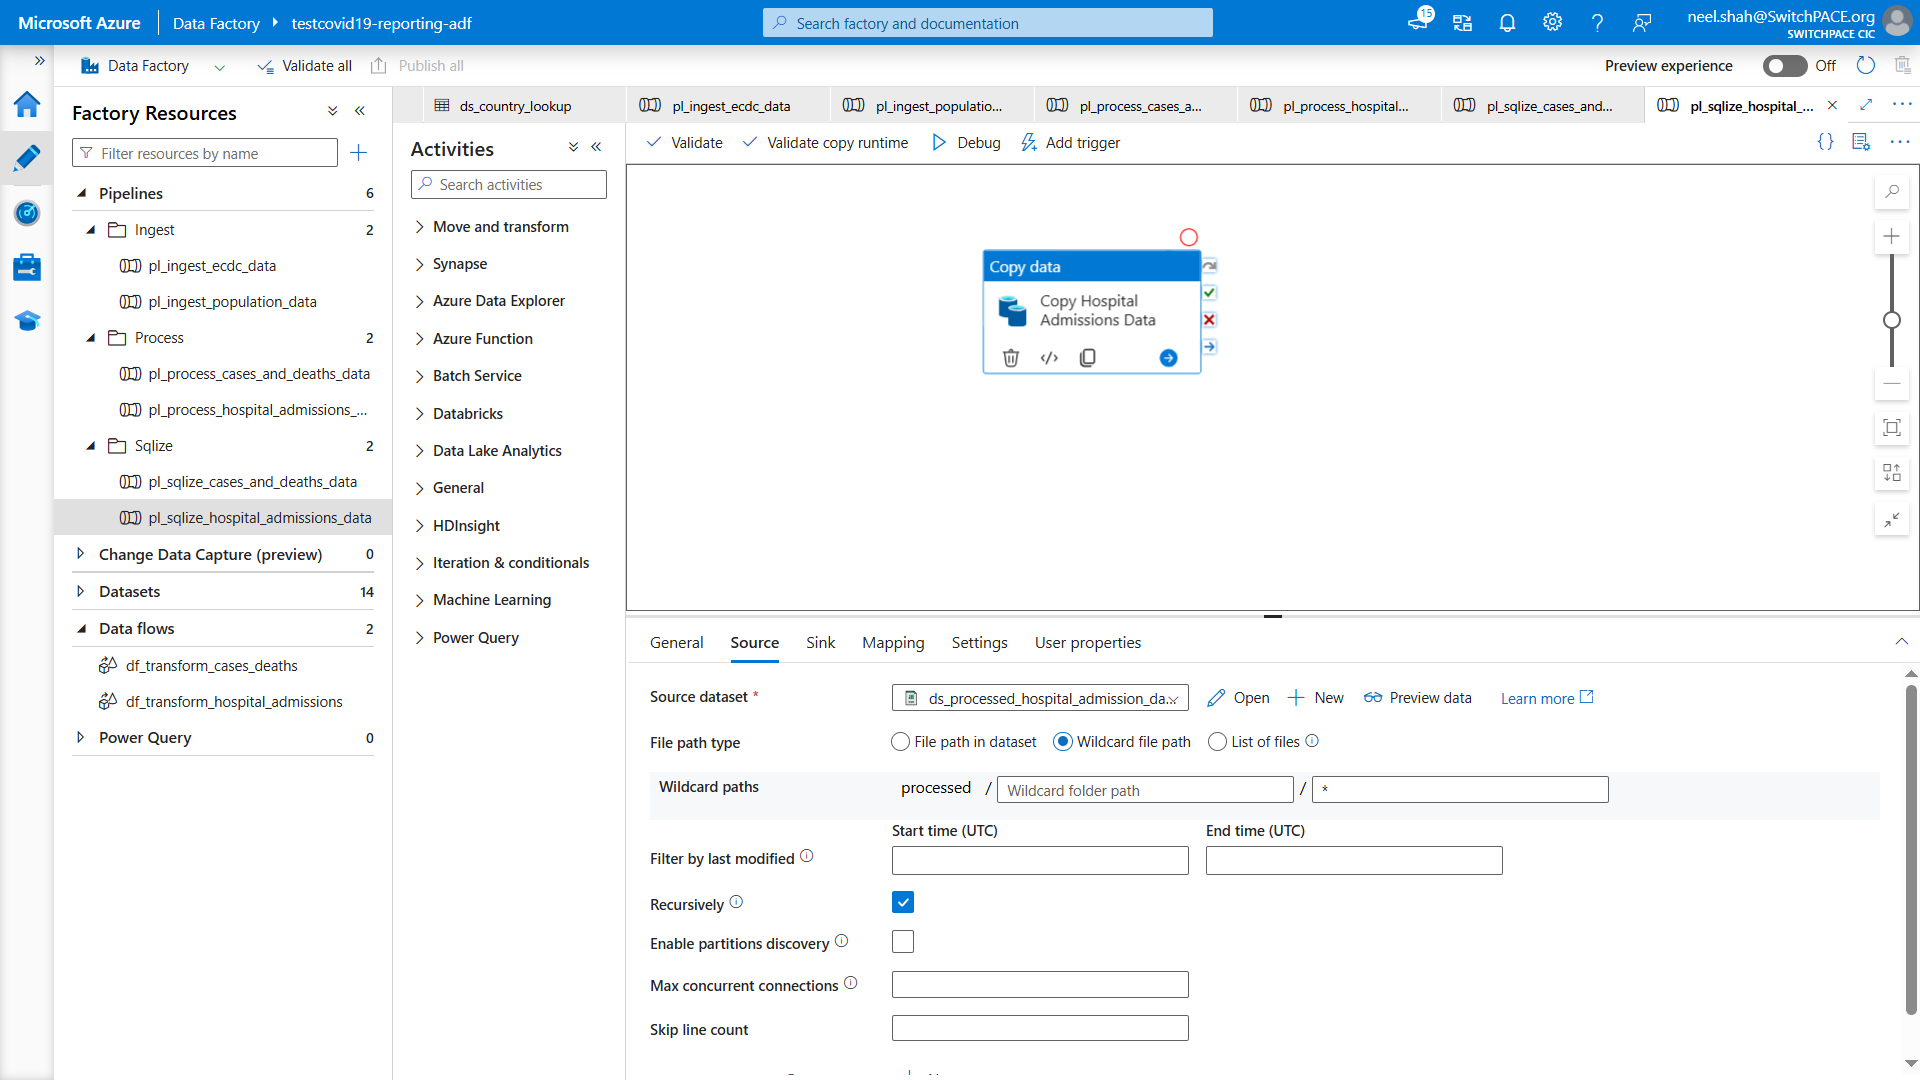 Microsoft Azure
Data Factory
testcovid19-reporting-adf
Search factory and documentation
15
neel.shah@SwitchPACE.org
SWITCHPACE CIC
Data Factory
Validate all
Publish all
Preview experience
Off
Factory Resources
Filter resources by name
Pipelines 6
Ingest 2
pl_ingest_ecdc_data
pl_ingest_population_data
Process 2
pl_process_cases_and_deaths_data
pl_process_hospital_admissions_...
Sqlize 2
pl_sqlize_cases_and_deaths_data
pl_sqlize_hospital_admissions_data
Change Data Capture (preview) 0
Datasets 14
Data flows 2
df_transform_cases_deaths
df_transform_hospital_admissions
Power Query 0
ds_country_lookup
pl_ingest_ecdc_data
pl_ingest_populatio...
pl_process_cases_a...
pl_process_hospital...
pl_sqlize_cases_and...
pl_sqlize_hospital_...
Activities
Search activities
Move and transform
Synapse
Azure Data Explorer
Azure Function
Batch Service
Databricks
Data Lake Analytics
General
HDInsight
Iteration & conditionals
Machine Learning
Power Query
Validate
Validate copy runtime
Debug
Add trigger
Copy data
Copy Hospital
Admissions Data
General
Source
Sink
Mapping
Settings
User properties
Source dataset *
ds_processed_hospital_admission_da...
Open
New
Preview data
Learn more
File path type
File path in dataset
Wildcard file path
List of files
Wildcard paths
processed / Wildcard folder path / *
Start time (UTC)
End time (UTC)
Filter by last modified
Recursively
Enable partitions discovery
Max concurrent connections
Skip line count